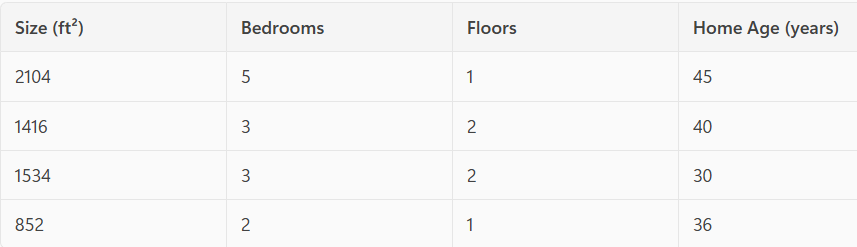 Size (ft²) Bedrooms Floors Home Age (years)
2104 5 1 45
1416 3 2 40
1534 3 2 30
852 2 1 36